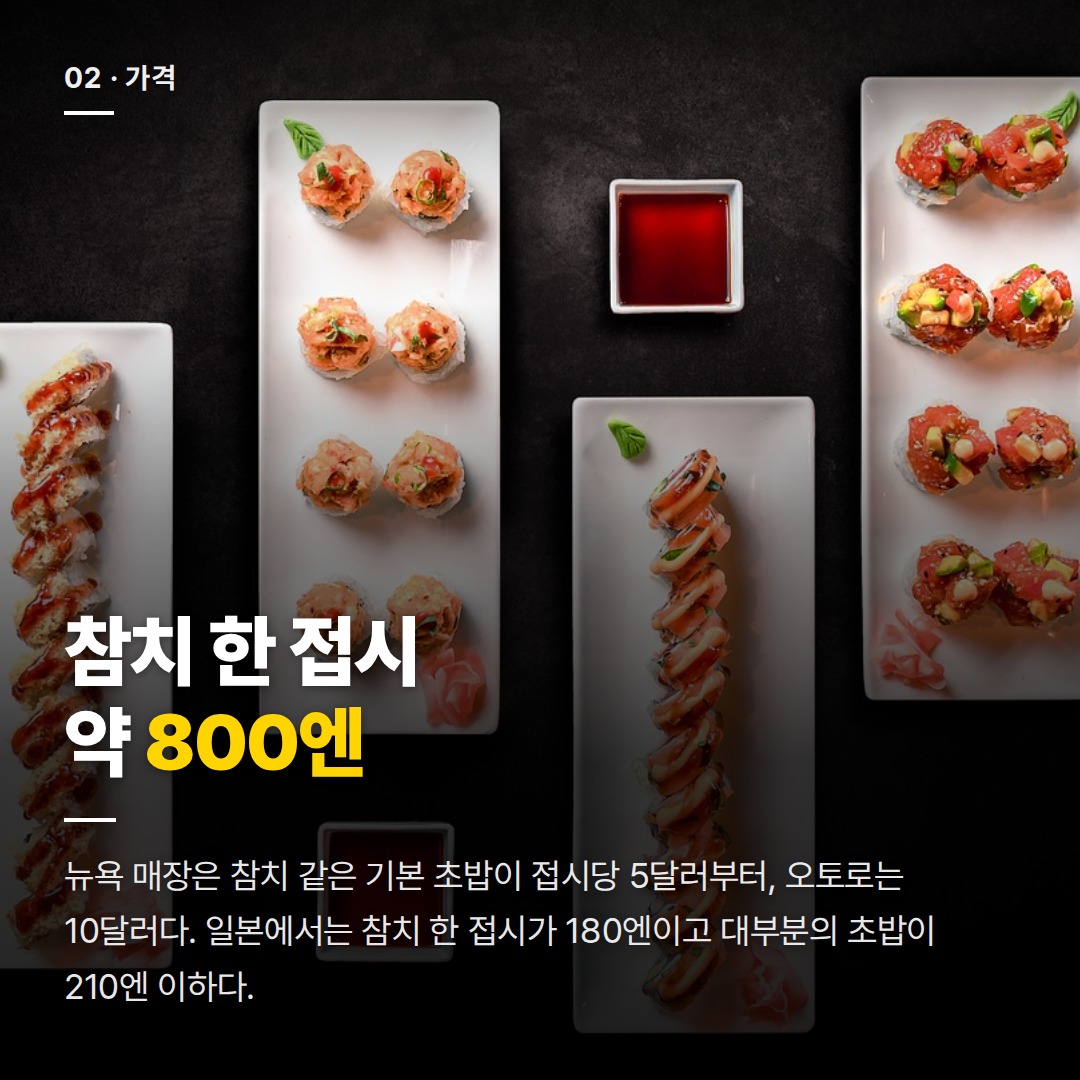 02 · 가격
참치 한 접시
약 800엔
뉴욕 매장은 참치 같은 기본 초밥이 접시당 5달러부터, 오토로는
10달러다. 일본에서는 참치 한 접시가 180엔이고 대부분의 초밥이
210엔 이하다.